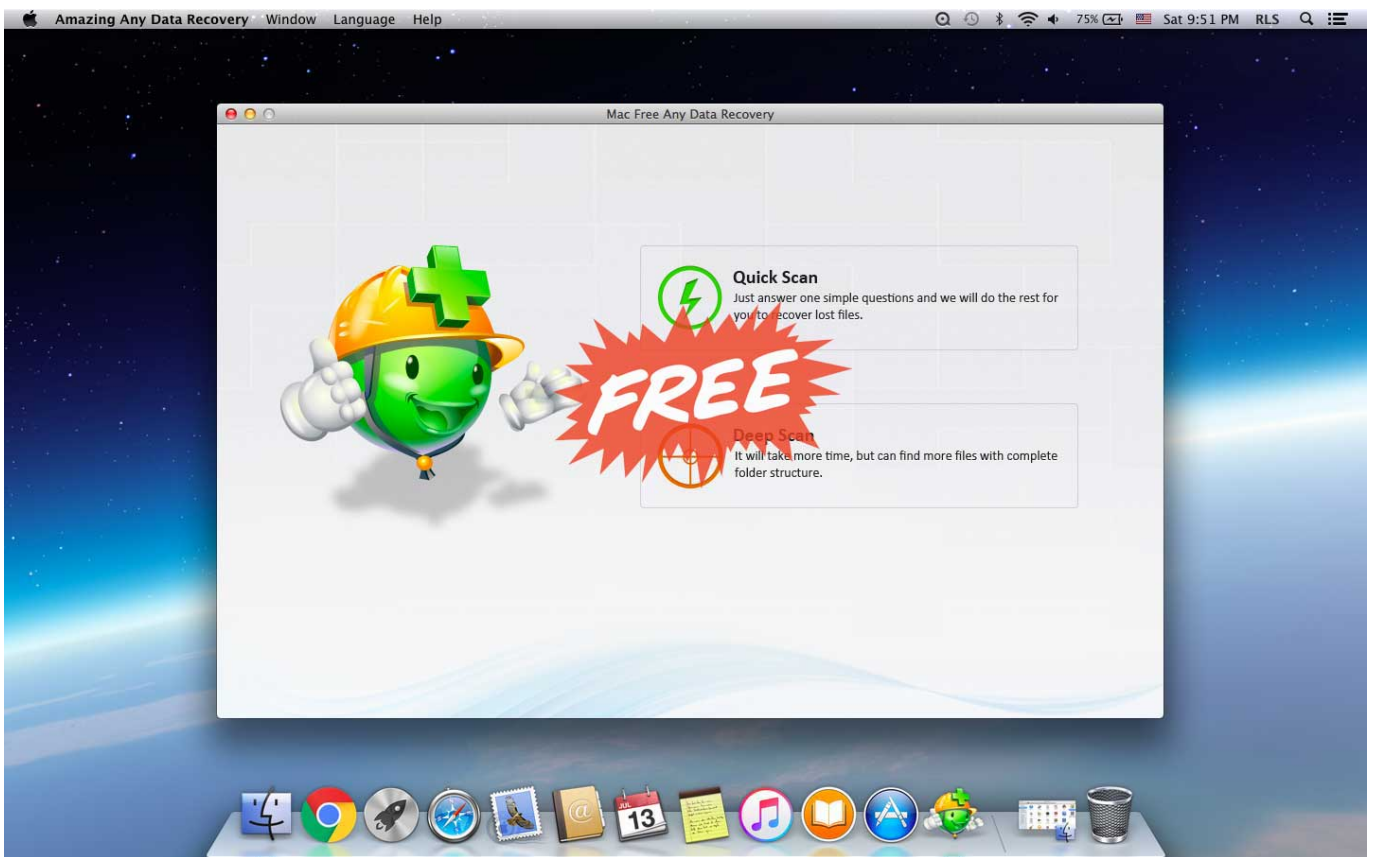 Amazing Any Data Recovery Window Language Help 75% Sat 9:51 PM RLS
Mac Free Any Data Recovery
Quick Scan
Just answer one simple questions and we will do the rest for
you to recover lost files.
FREE
Deep Scan
It will take more time, but can find more files with complete
folder structure.
JUL
13